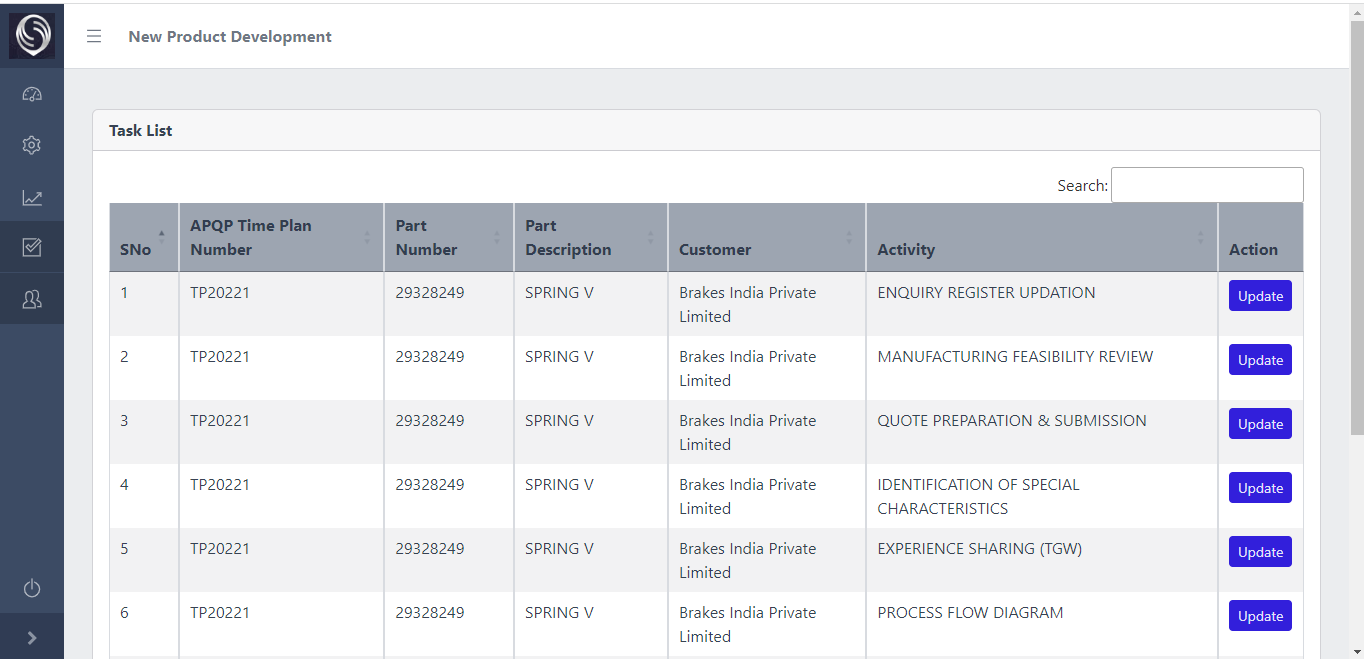 New Product Development
Task List
Search:
SNo APQP Time Plan Number Part Number Part Description Customer Activity Action
1 TP20221 29328249 SPRING V Brakes India Private Limited ENQUIRY REGISTER UPDATION Update
2 TP20221 29328249 SPRING V Brakes India Private Limited MANUFACTURING FEASIBILITY REVIEW Update
3 TP20221 29328249 SPRING V Brakes India Private Limited QUOTE PREPARATION & SUBMISSION Update
4 TP20221 29328249 SPRING V Brakes India Private Limited IDENTIFICATION OF SPECIAL CHARACTERISTICS Update
5 TP20221 29328249 SPRING V Brakes India Private Limited EXPERIENCE SHARING (TGW) Update
6 TP20221 29328249 SPRING V Brakes India Private Limited PROCESS FLOW DIAGRAM Update